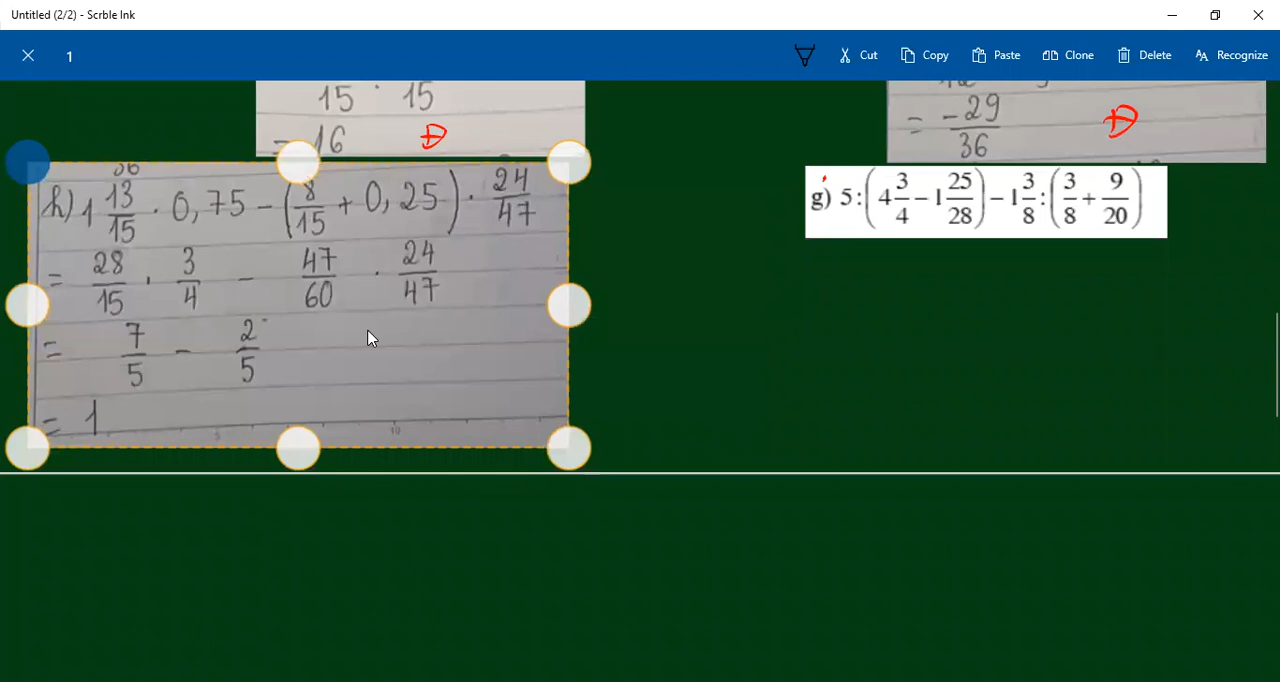 Untitled (2/2) - Scrble Ink
1 Cut Copy Paste Clone Delete Recognize
15 · 15
= 16 Đ
= -29/36 Đ
h) 1 13/15 · 0,75 - (8/15 + 0,25) · 24/47
= 28/15 · 3/4 - 47/60 · 24/47
= 7/5 - 2/5
= 1
g) 5:(4 3/4 - 1 25/28) - 1 3/8 : (3/8 + 9/20)